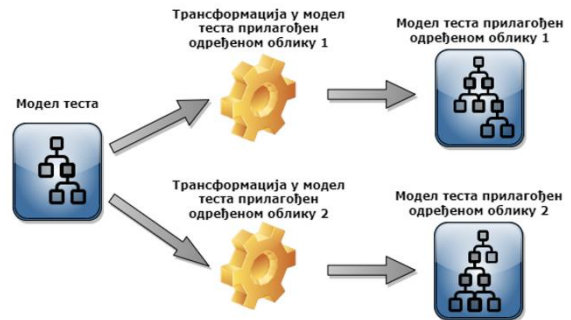 Трансформација у модел
теста прилагођен
одређеном облику 1
Модел теста прилагођен
одређеном облику 1
Модел теста
Трансформација у модел
теста прилагођен
одређеном облику 2
Модел теста прилагођен
одређеном облику 2